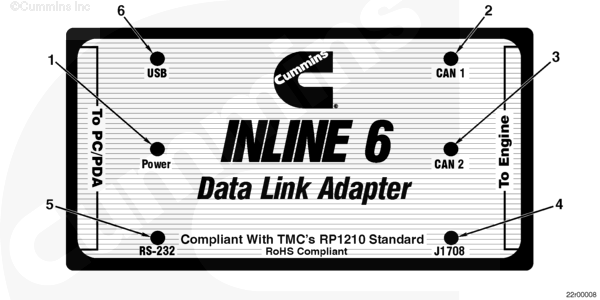 ©Cummins Inc
6
2
USB
Cummins
CAN 1
1
3
To PC/PDA
INLINE 6
To Engine
Power
CAN 2
Data Link Adapter
5
4
Compliant With TMC's RP1210 Standard
RS-232
RoHS Compliant
J1708
22r00008
Cummins